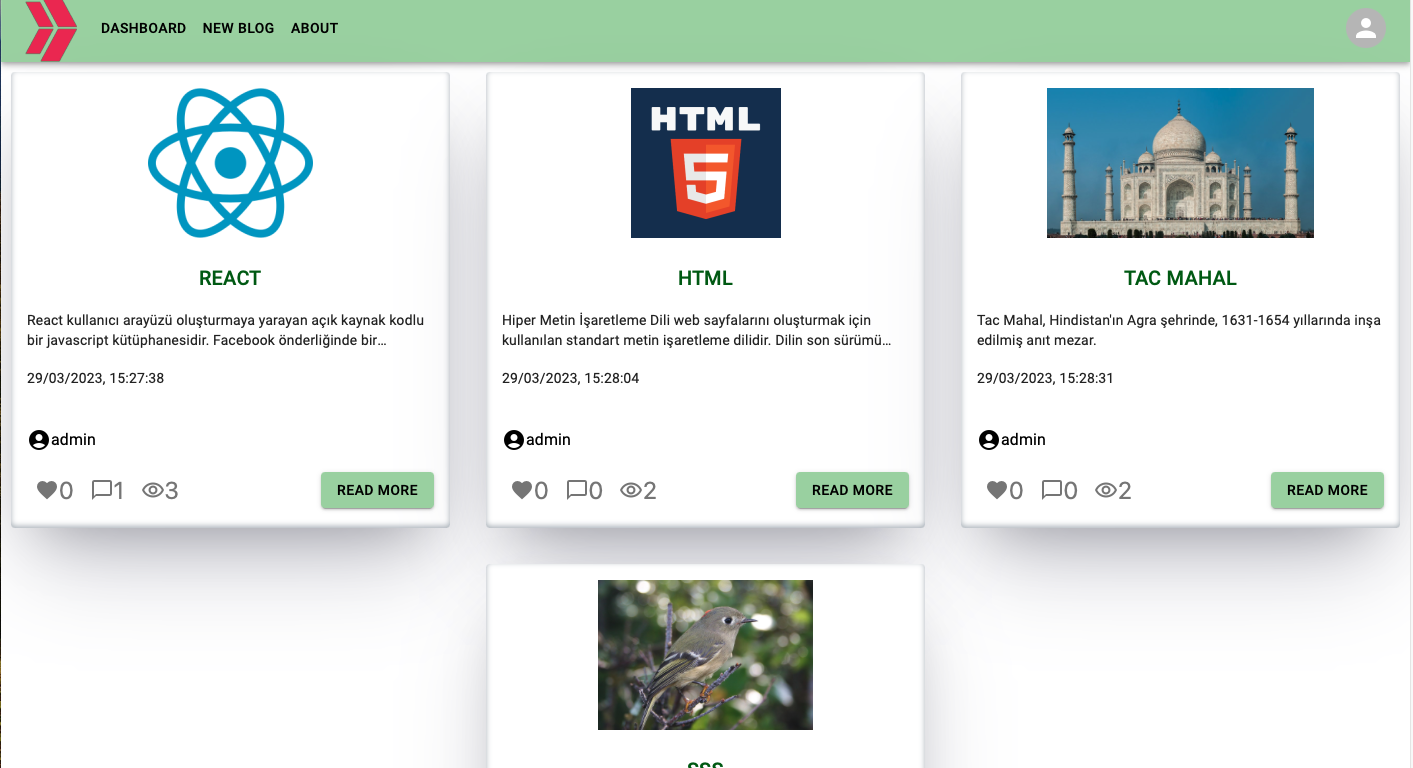 DASHBOARD NEW BLOG ABOUT
HTML
5
REACT
React kullanıcı arayüzü oluşturmaya yarayan açık kaynak kodlu
bir javascript kütüphanesidir. Facebook önderliğinde bir…
29/03/2023, 15:27:38
admin
0 1 3 READ MORE
HTML
Hiper Metin İşaretleme Dili web sayfalarını oluşturmak için
kullanılan standart metin işaretleme dilidir. Dilin son sürümü…
29/03/2023, 15:28:04
admin
0 0 2 READ MORE
TAC MAHAL
Tac Mahal, Hindistan'ın Agra şehrinde, 1631-1654 yıllarında inşa
edilmiş anıt mezar.
29/03/2023, 15:28:31
admin
0 0 2 READ MORE
SSS